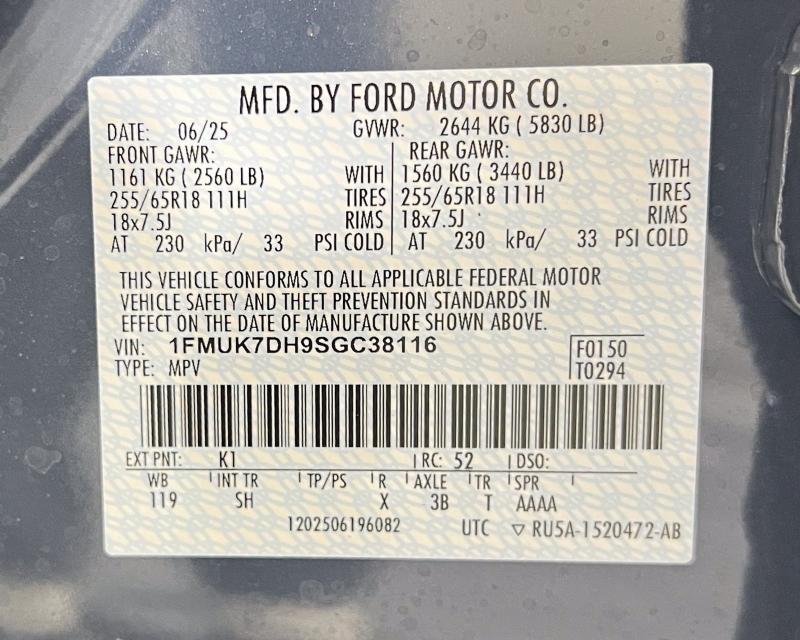 MFD. BY FORD MOTOR CO.
DATE: 06/25 GVWR: 2644 KG ( 5830 LB)
FRONT GAWR: REAR GAWR:
1161 KG ( 2560 LB) WITH 1560 KG ( 3440 LB) WITH
255/65R18 111H TIRES 255/65R18 111H TIRES
18x7.5J RIMS 18x7.5J RIMS
AT 230 kPa/ 33 PSI COLD AT 230 kPa/ 33 PSI COLD
THIS VEHICLE CONFORMS TO ALL APPLICABLE FEDERAL MOTOR
VEHICLE SAFETY AND THEFT PREVENTION STANDARDS IN
EFFECT ON THE DATE OF MANUFACTURE SHOWN ABOVE.
VIN: 1FMUK7DH9SGC38116 F0150
TYPE: MPV T0294
EXT PNT: K1 RC: 52 DSO:
WB INT TR TP/PS R AXLE TR SPR
119 SH X 3B T AAAA
1202506196082 UTC ▽ RU5A-1520472-AB